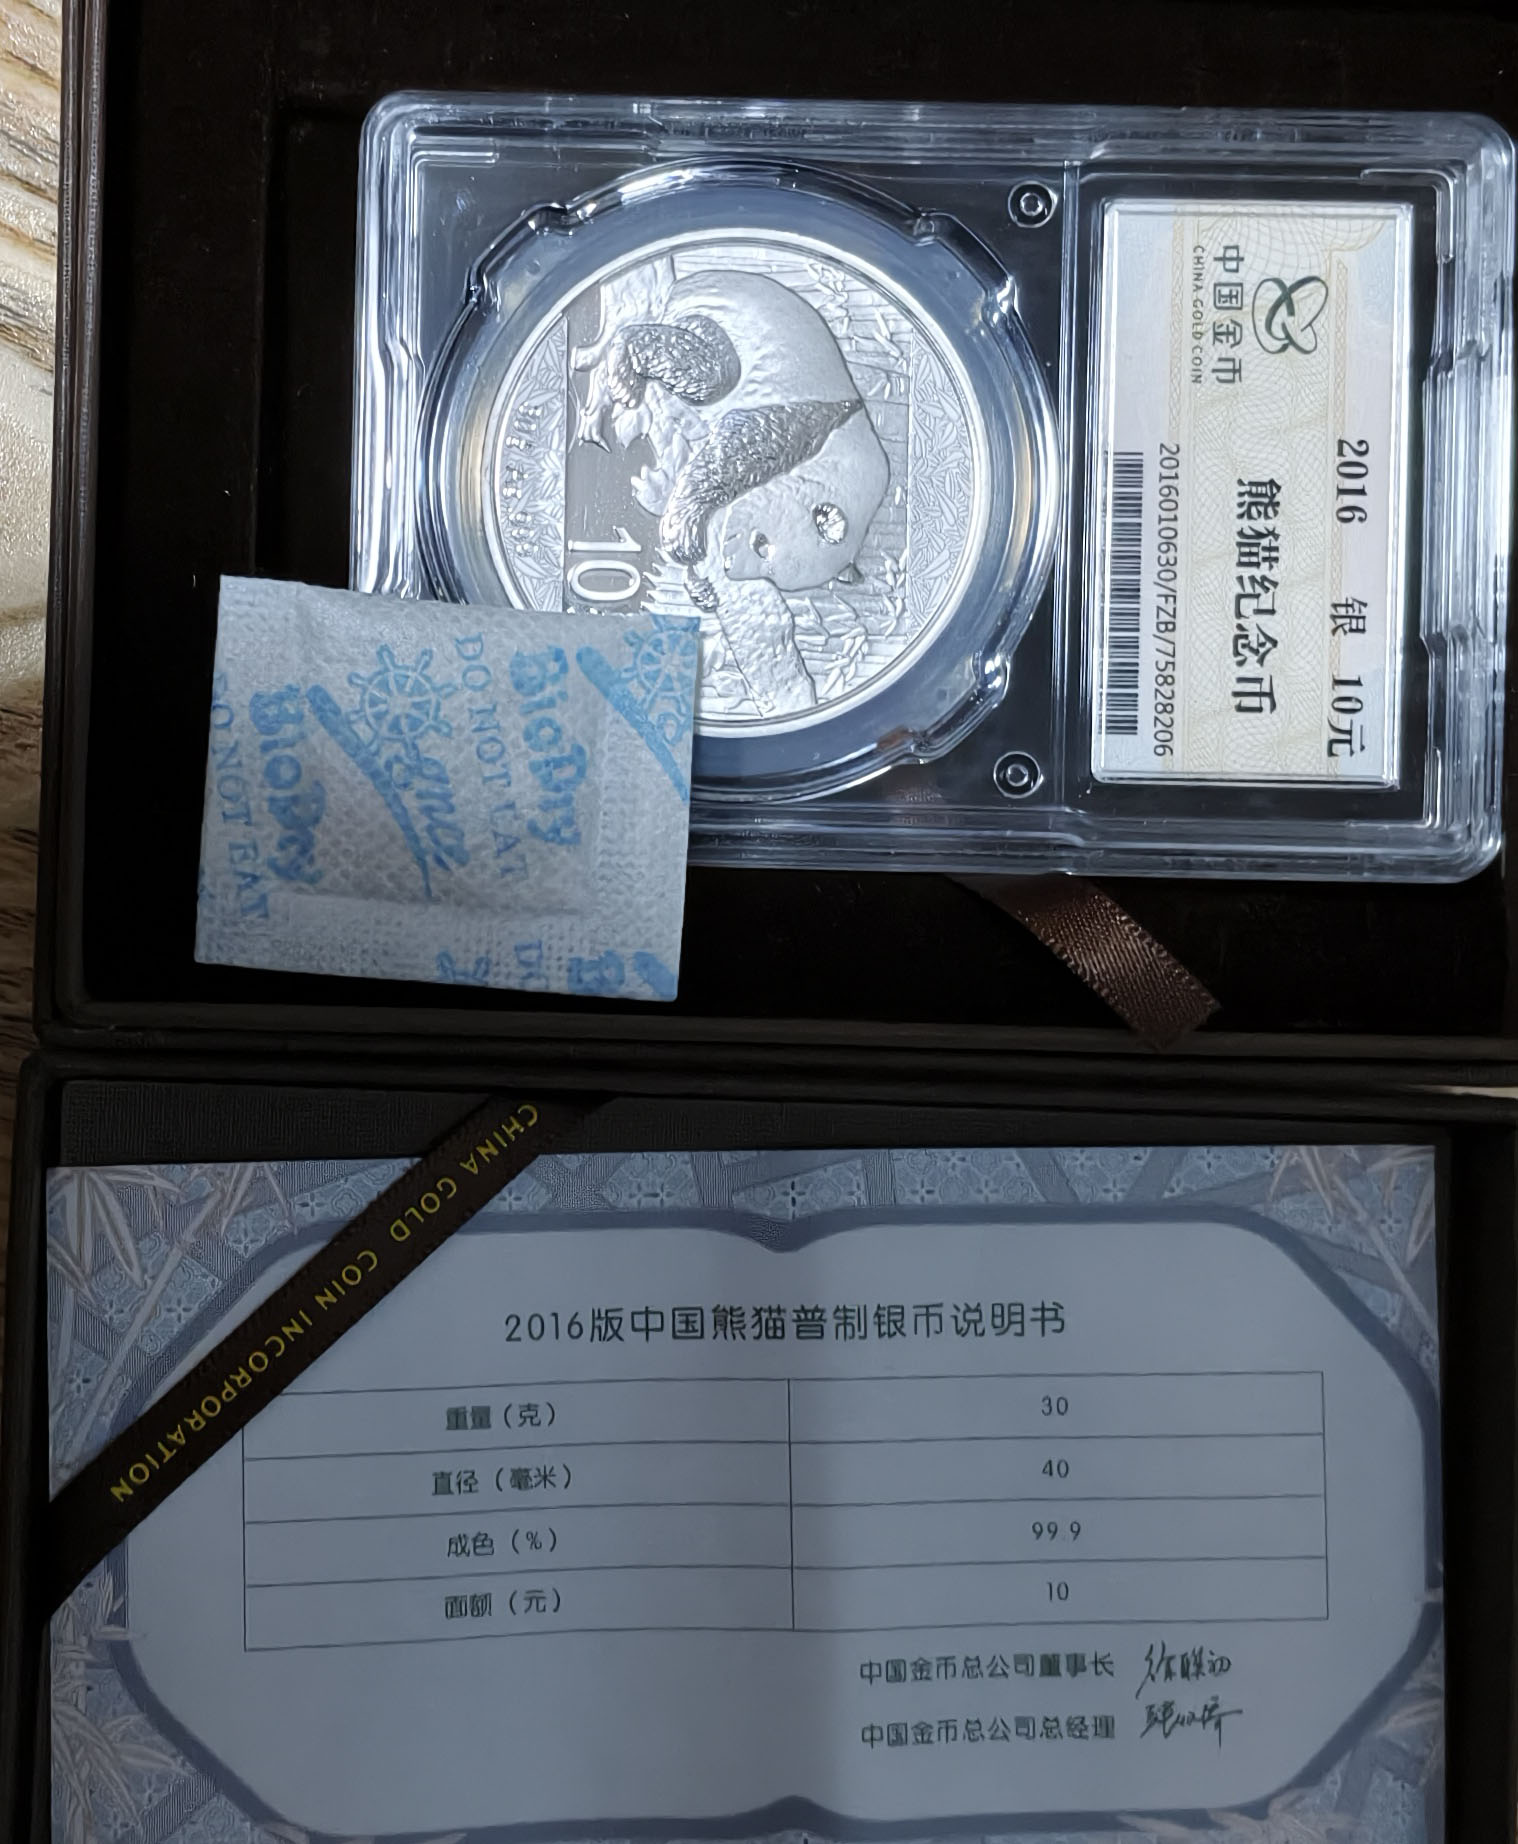 中国金币
CHINA GOLD COIN
2016 银 10元
熊猫纪念币
2016010630/FZB/75828206
30g Ag .999
10
BioDry
DO NOT EAT
BioDry
DO NOT EAT
CHINA GOLD COIN INCORPORATION
2016版中国熊猫普制银币说明书
重量（克） 30
直径（毫米） 40
成色（%） 99.9
面额（元） 10
中国金币总公司董事长
中国金币总公司总经理